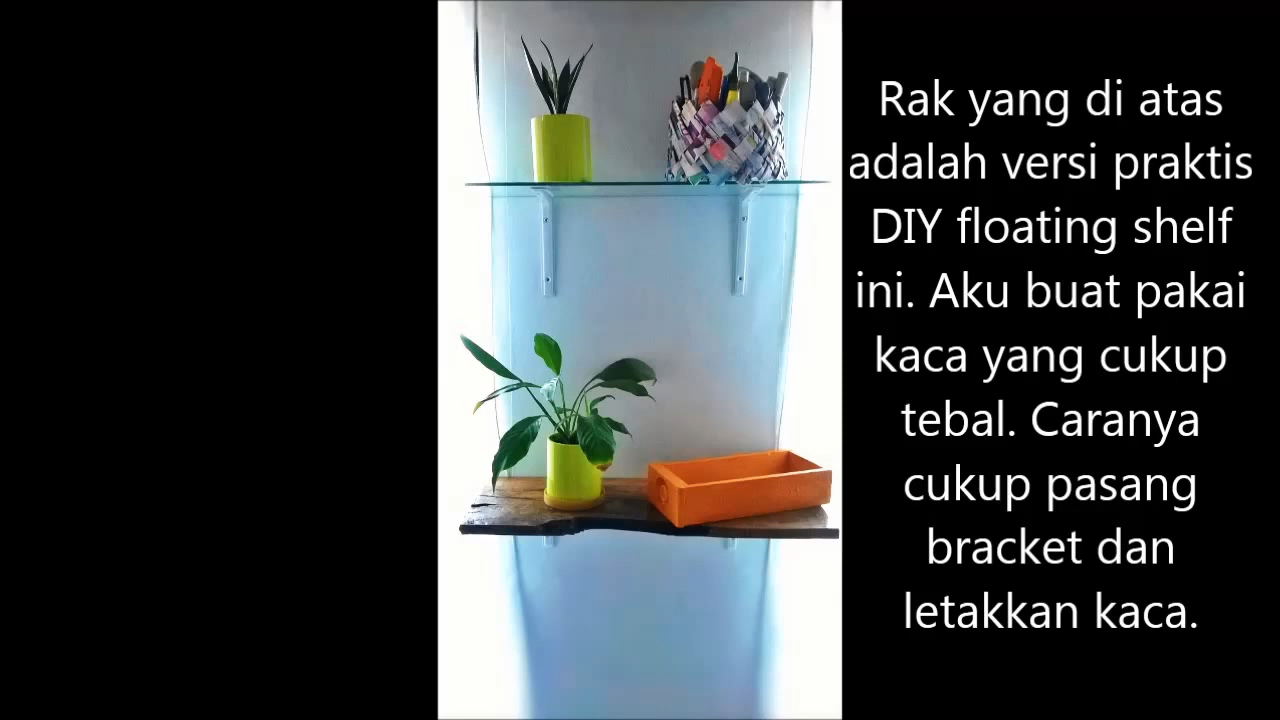 Rak yang di atas
adalah versi praktis
DIY floating shelf
ini. Aku buat pakai
kaca yang cukup
tebal. Caranya
cukup pasang
bracket dan
letakkan kaca.